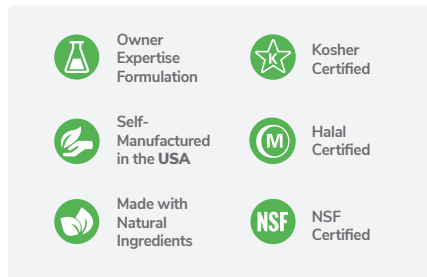 Owner
Expertise
Formulation
K
Kosher
Certified
Self-
Manufactured
in the USA
M
Halal
Certified
Made with
Natural
Ingredients
NSF
NSF
Certified